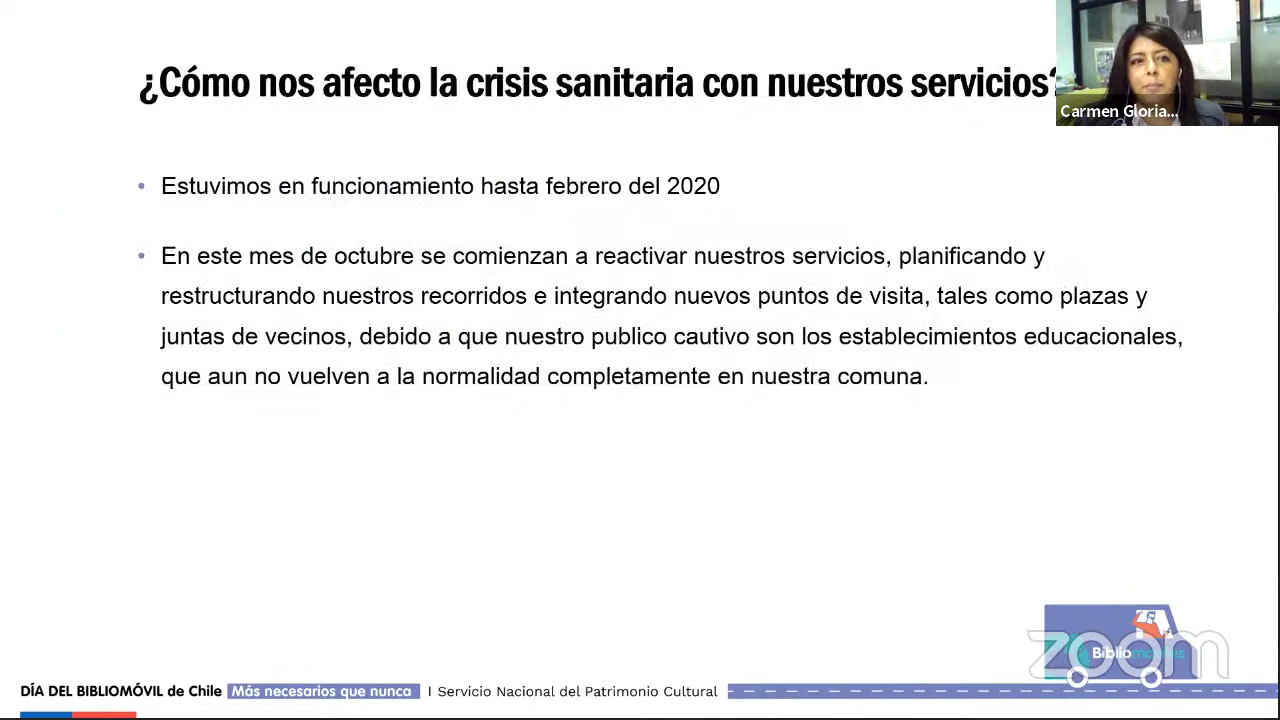 ¿Cómo nos afecto la crisis sanitaria con nuestros servicios?
Carmen Gloria...
• Estuvimos en funcionamiento hasta febrero del 2020
• En este mes de octubre se comienzan a reactivar nuestros servicios, planificando y
restructurando nuestros recorridos e integrando nuevos puntos de visita, tales como plazas y
juntas de vecinos, debido a que nuestro publico cautivo son los establecimientos educacionales,
que aun no vuelven a la normalidad completamente en nuestra comuna.
zoom
Bibliomóviles
DÍA DEL BIBLIOMÓVIL de Chile Más necesarios que nunca | Servicio Nacional del Patrimonio Cultural